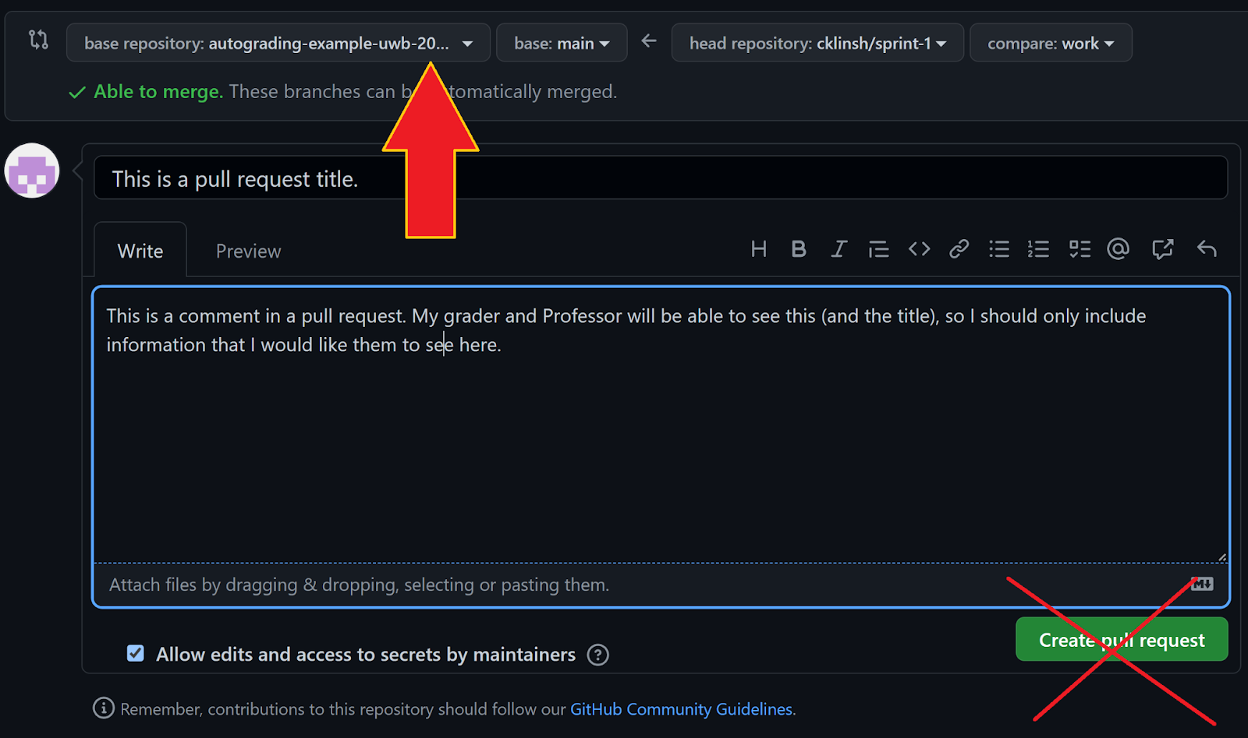 base repository: autograding-example-uwb-20... base: main head repository: cklinsh/sprint-1 compare: work
Able to merge. These branches can b tomatically merged.
This is a pull request title.
Write Preview
This is a comment in a pull request. My grader and Professor will be able to see this (and the title), so I should only include
information that I would like them to see here.
Attach files by dragging & dropping, selecting or pasting them.
Create pull request
Allow edits and access to secrets by maintainers
Remember, contributions to this repository should follow our GitHub Community Guidelines.